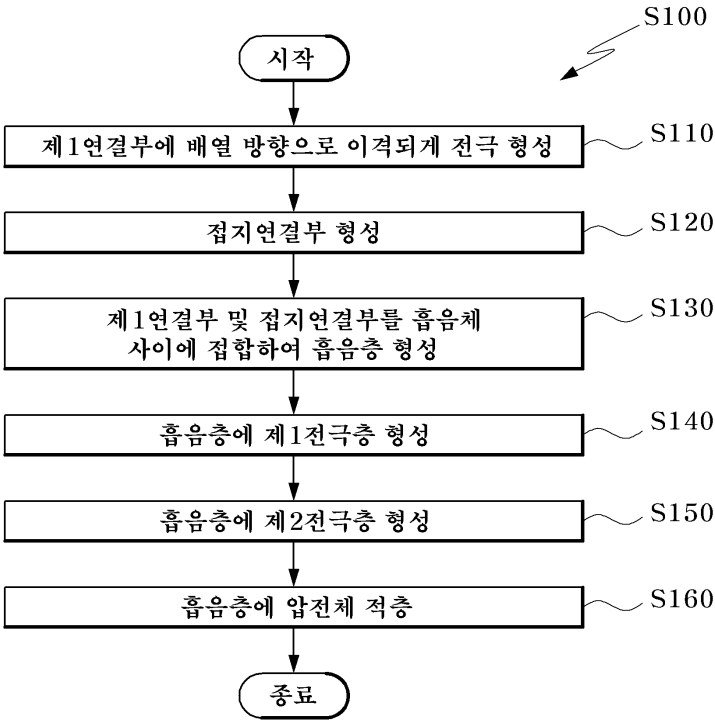 S100
시작
제1연결부에 배열 방향으로 이격되게 전극 형성
S110
접지연결부 형성
S120
제1연결부 및 접지연결부를 흡음체
사이에 접합하여 흡음층 형성
S130
흡음층에 제1전극층 형성
S140
흡음층에 제2전극층 형성
S150
흡음층에 압전체 적층
S160
종료